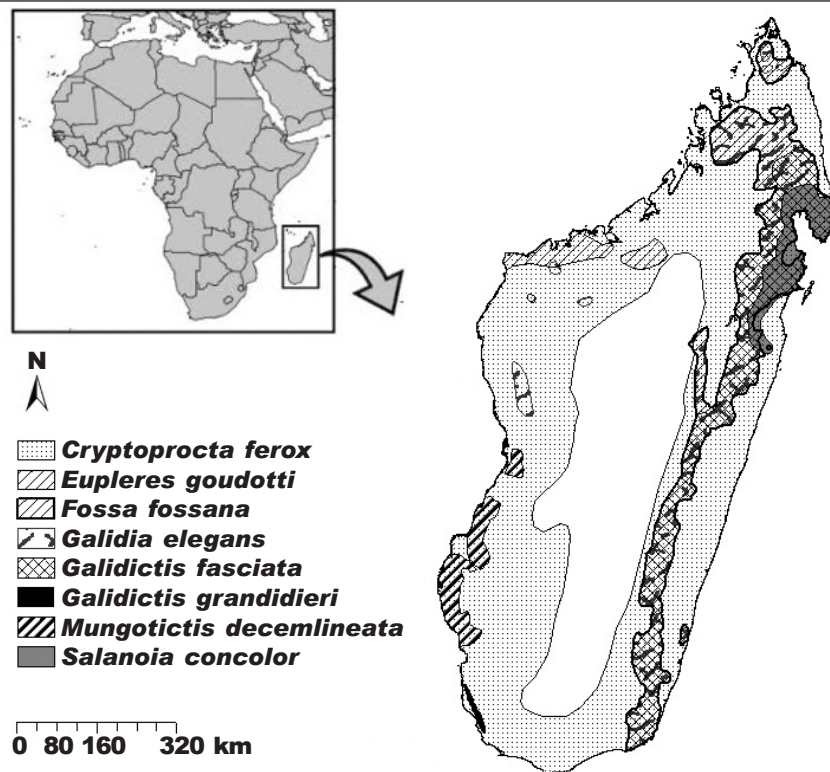 N
Cryptoprocta ferox
Eupleres goudotti
Fossa fossana
Galidia elegans
Galidictis fasciata
Galidictis grandidieri
Mungotictis decemlineata
Salanoia concolor
0 80 160 320 km